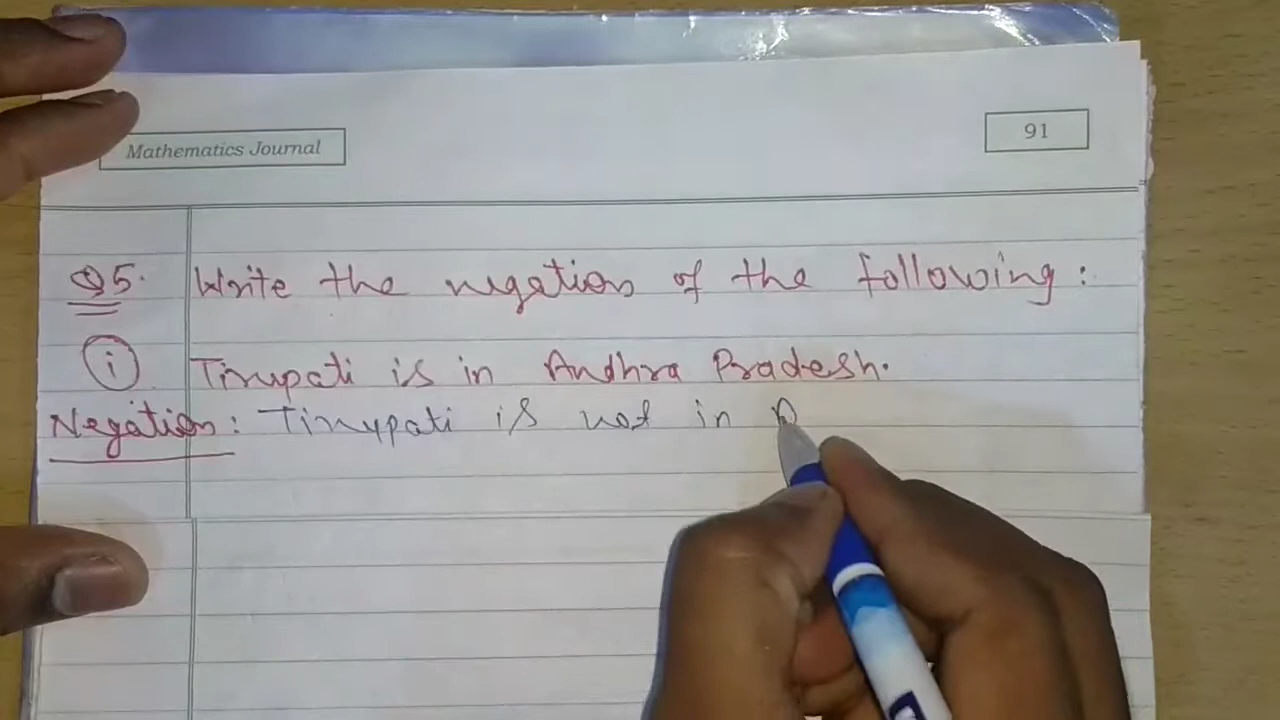 Mathematics Journal
91
Q5. Write the negation of the following:
(i) Tirupati is in Andhra Pradesh.
Negation: Tirupati is not in A